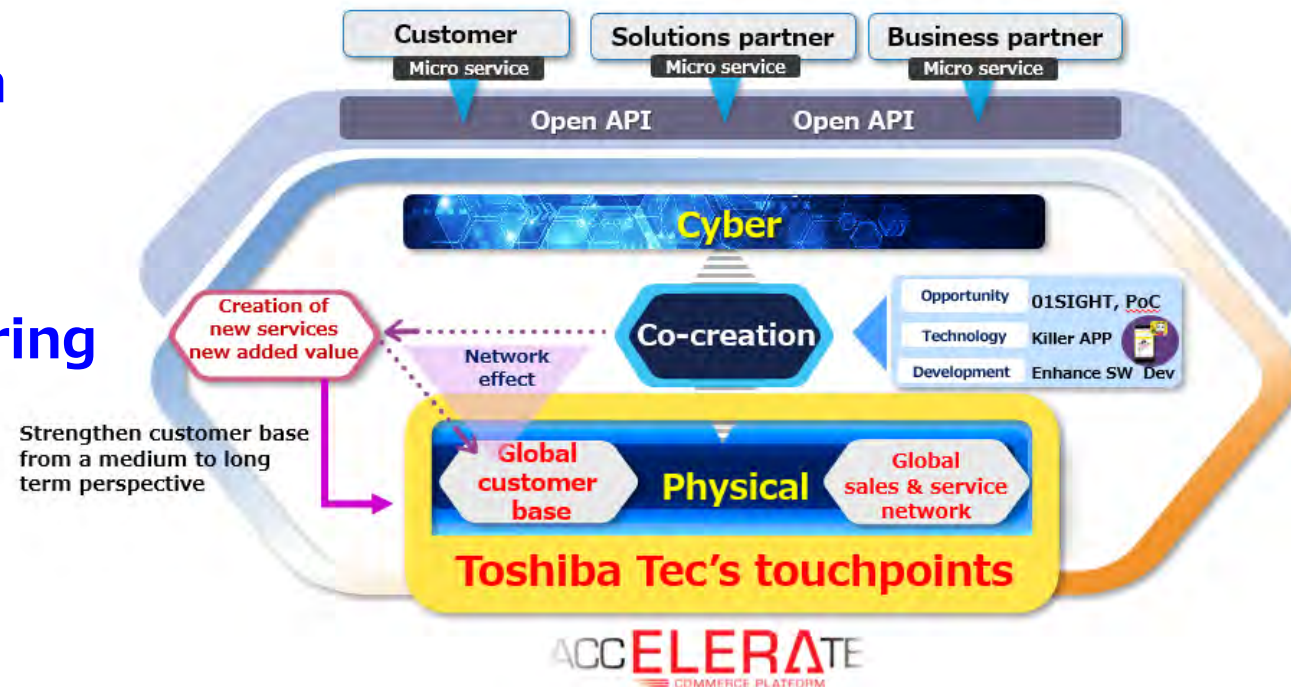 Customer
Solutions partner
Business partner
Micro service
Micro service
Micro service
Open API
Open API
Cyber
Creation of
new services
new added value
Network
effect
Co-creation
Opportunity
01SIGHT, PoC
Technology
Killer APP
Development
Enhance SW Dev
ring
Strengthen customer base
from a medium to long
term perspective
Global
customer
base
Physical
Global
sales & service
network
Toshiba Tec's touchpoints
ACCELERATE
COMMERCE PLATFORM